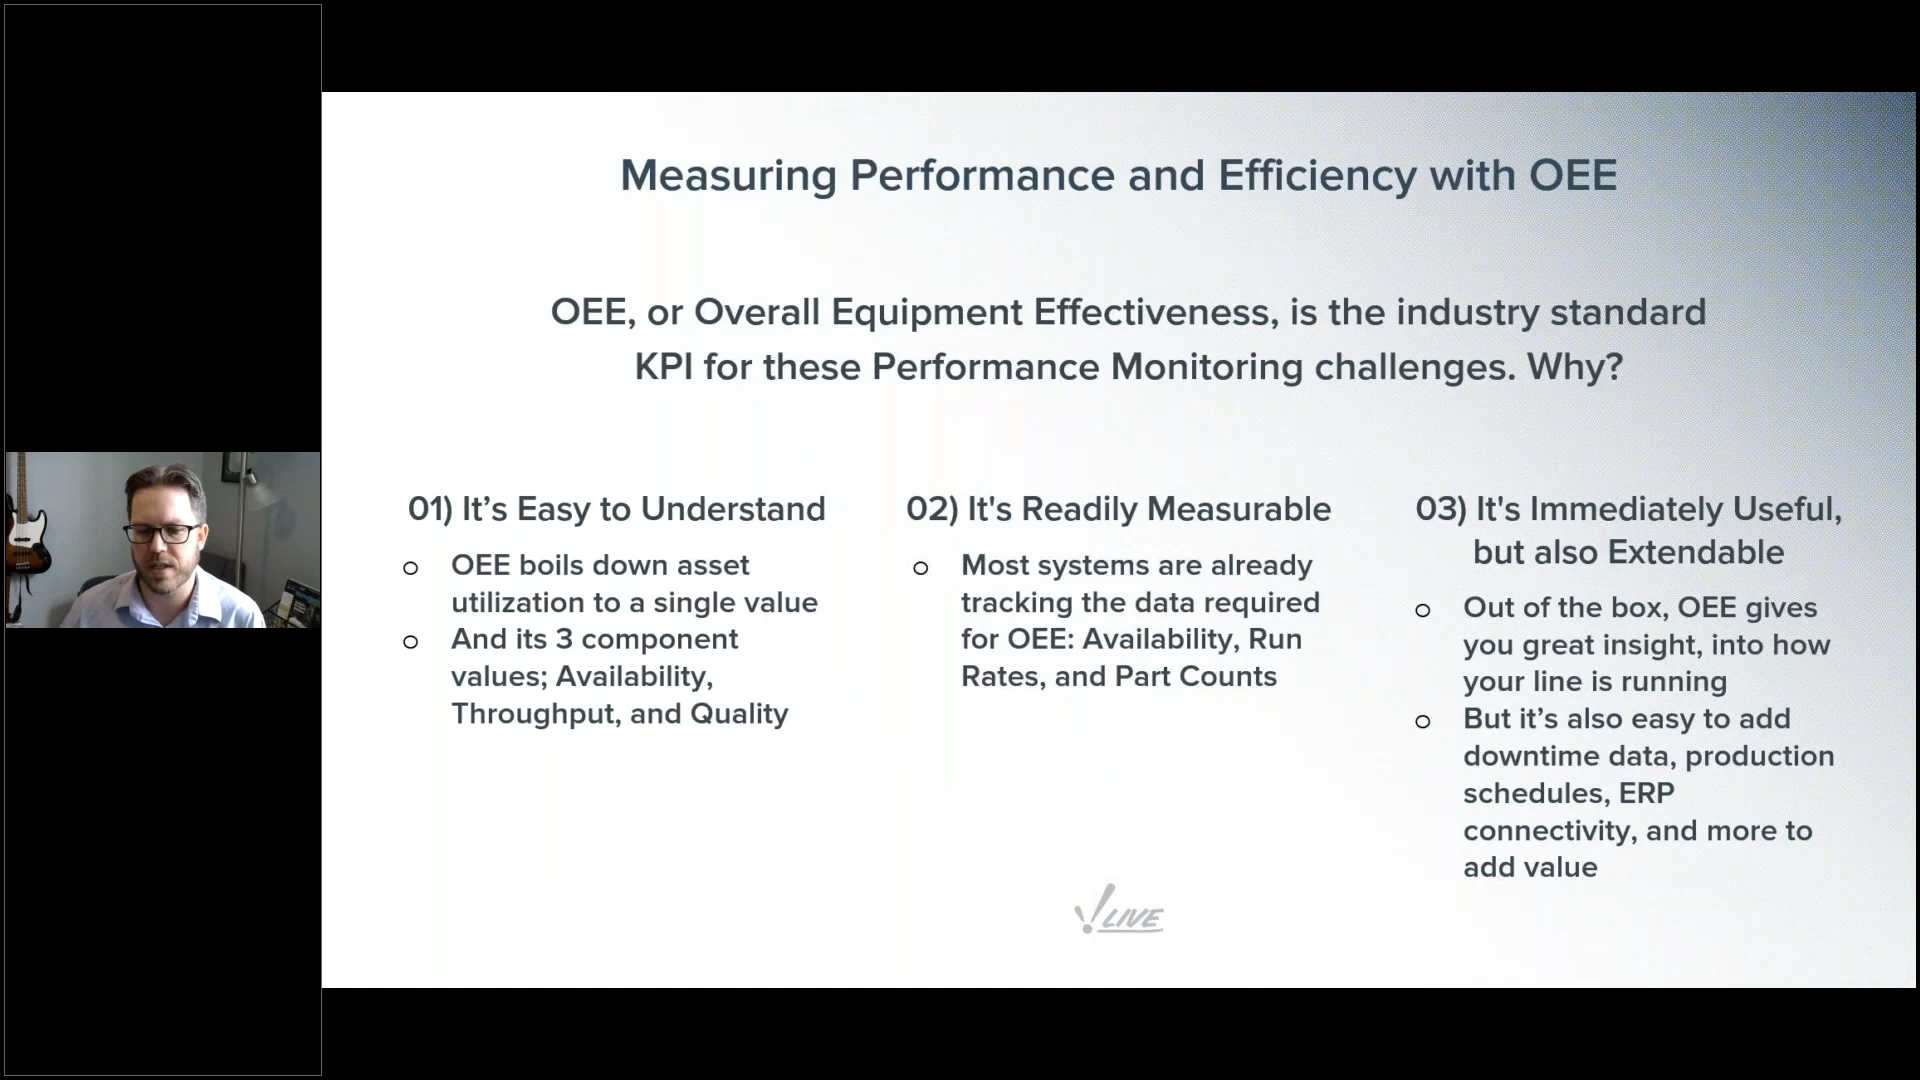 Measuring Performance and Efficiency with OEE
OEE, or Overall Equipment Effectiveness, is the industry standard
KPI for these Performance Monitoring challenges. Why?
01) It’s Easy to Understand
o OEE boils down asset
utilization to a single value
o And its 3 component
values; Availability,
Throughput, and Quality
02) It's Readily Measurable
o Most systems are already
tracking the data required
for OEE: Availability, Run
Rates, and Part Counts
03) It's Immediately Useful,
but also Extendable
o Out of the box, OEE gives
you great insight, into how
your line is running
o But it’s also easy to add
downtime data, production
schedules, ERP
connectivity, and more to
add value
LIVE